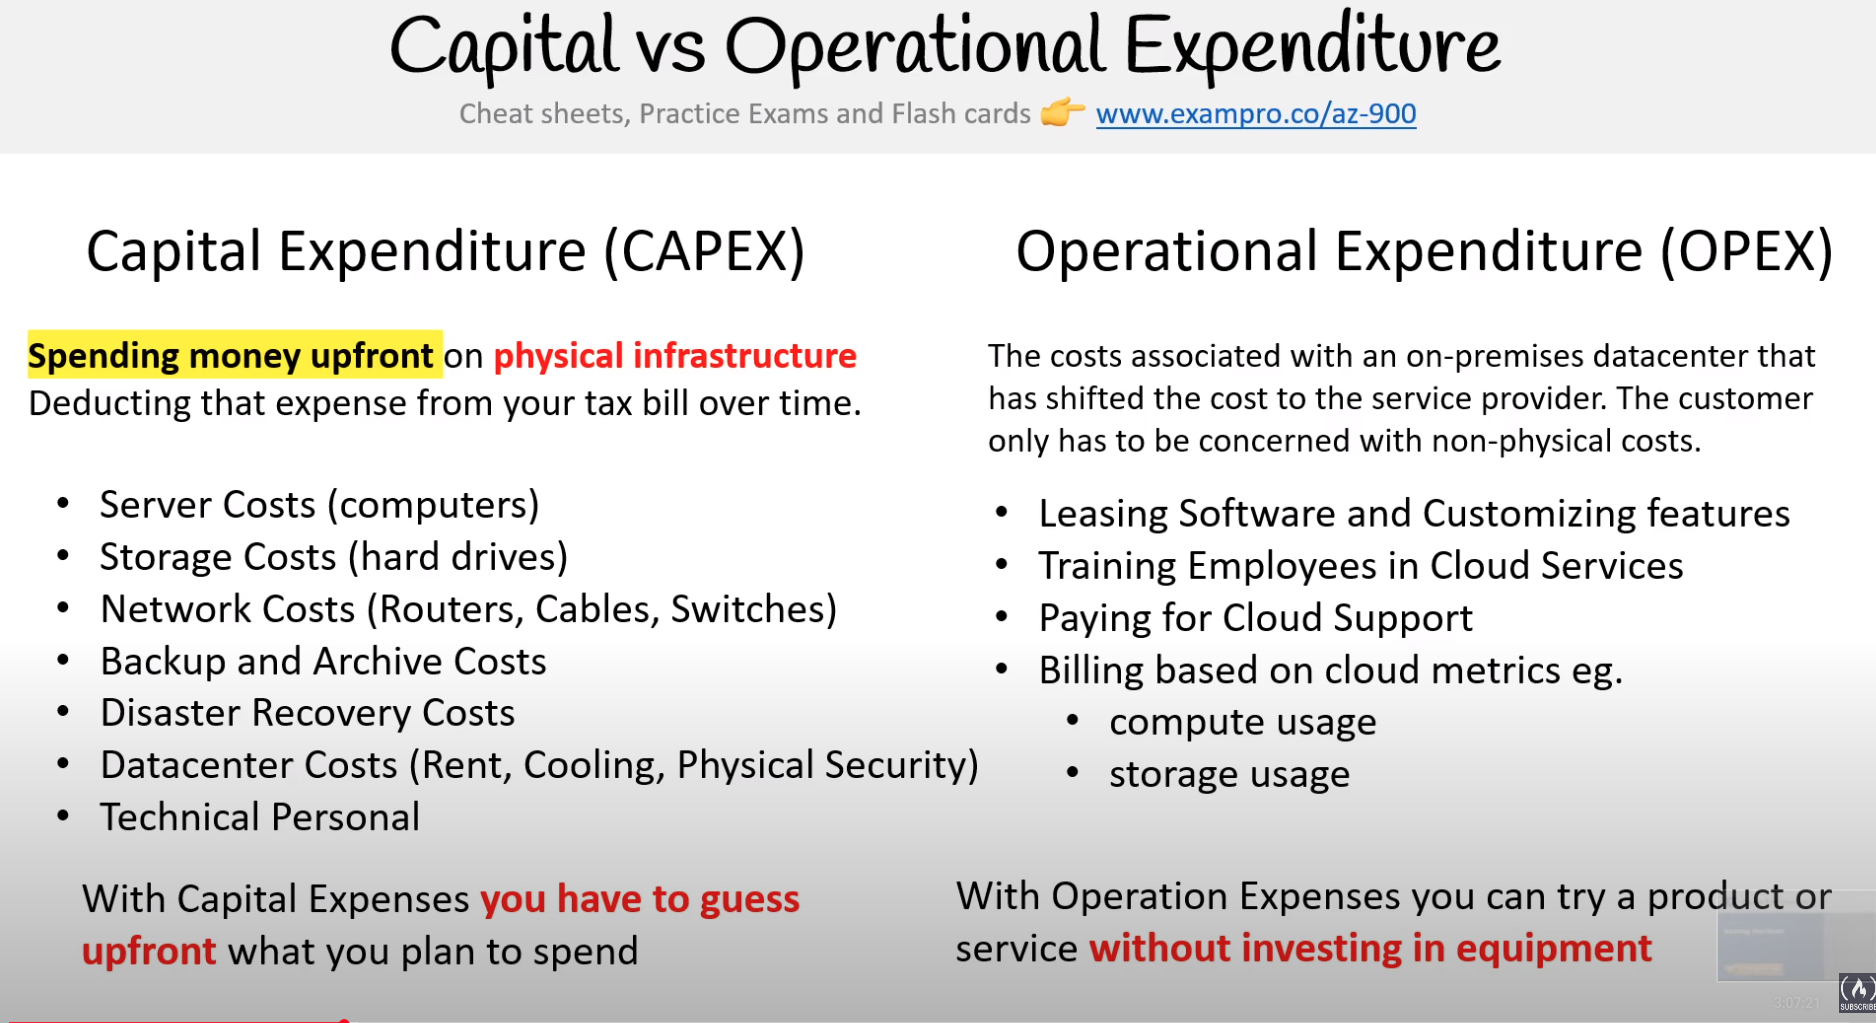 Capital vs Operational Expenditure
Cheat sheets, Practice Exams and Flash cards 👉 www.exampro.co/az-900
Capital Expenditure (CAPEX)
Spending money upfront on physical infrastructure
Deducting that expense from your tax bill over time.
• Server Costs (computers)
• Storage Costs (hard drives)
• Network Costs (Routers, Cables, Switches)
• Backup and Archive Costs
• Disaster Recovery Costs
• Datacenter Costs (Rent, Cooling, Physical Security)
• Technical Personal
With Capital Expenses you have to guess
upfront what you plan to spend
Operational Expenditure (OPEX)
The costs associated with an on-premises datacenter that
has shifted the cost to the service provider. The customer
only has to be concerned with non-physical costs.
• Leasing Software and Customizing features
• Training Employees in Cloud Services
• Paying for Cloud Support
• Billing based on cloud metrics eg.
• compute usage
• storage usage
With Operation Expenses you can try a product or
service without investing in equipment
3:07:21
SUBSCRIBE